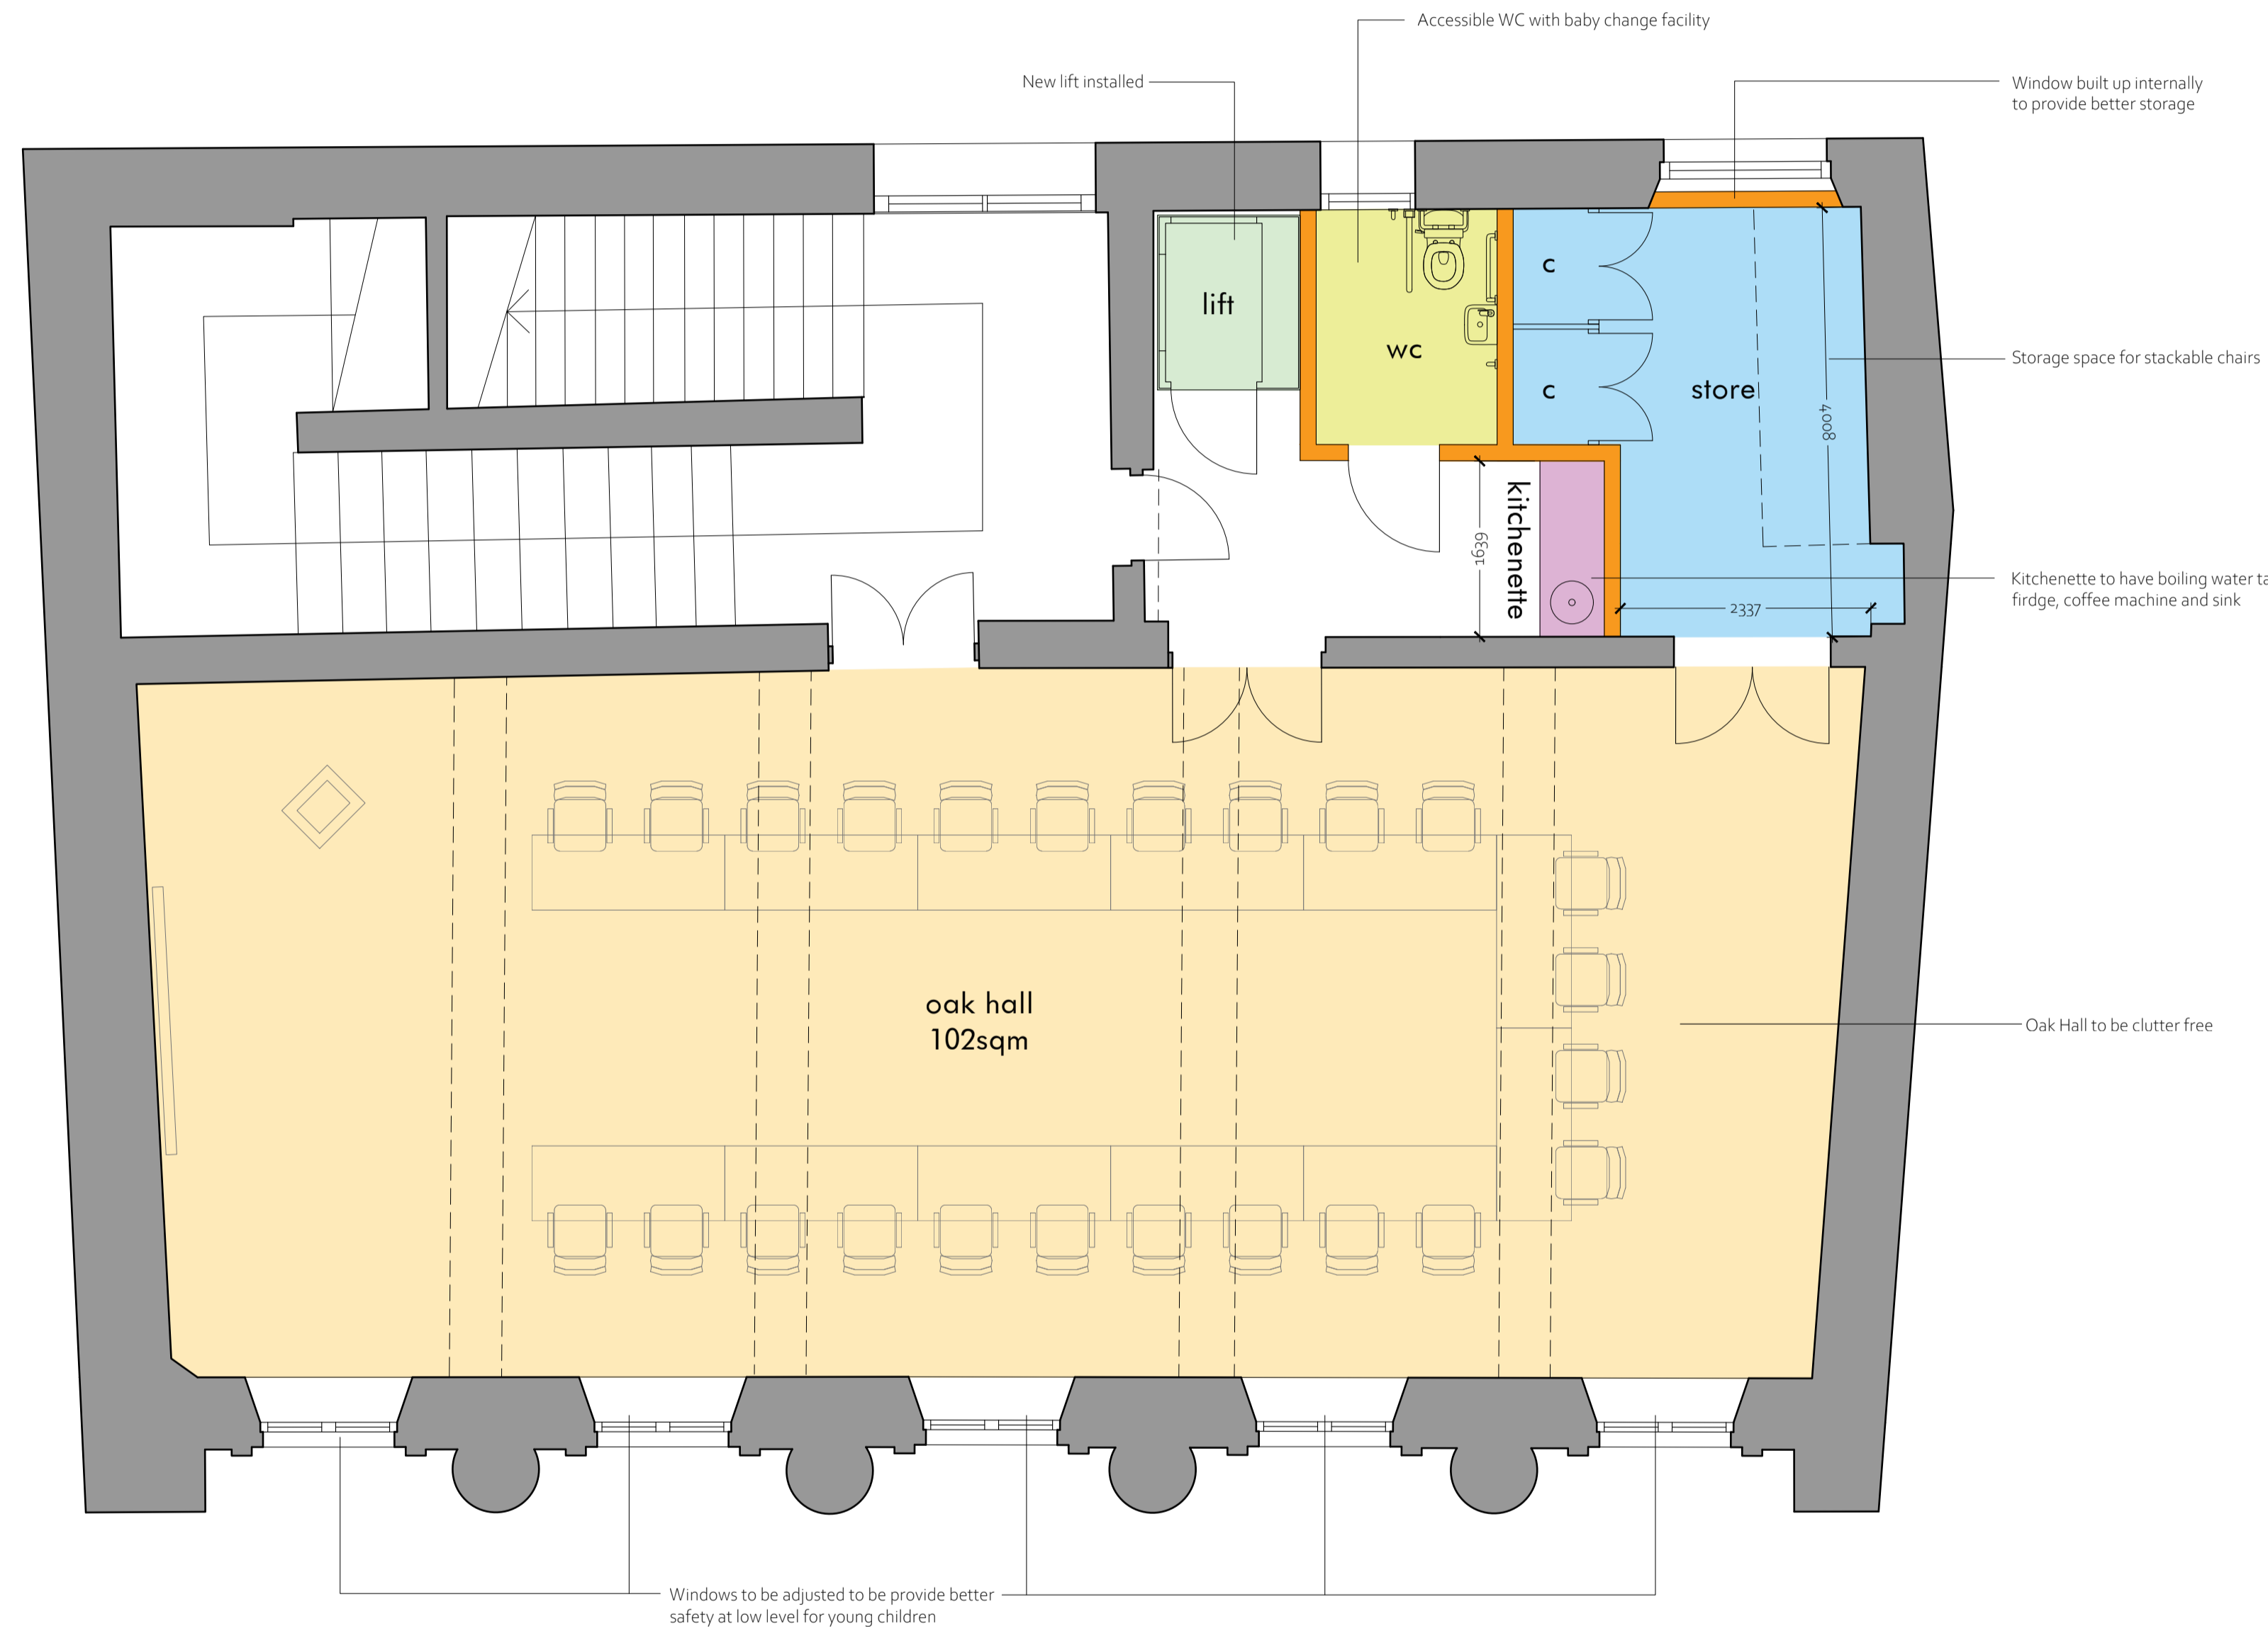 Accessible WC with baby change facility
New lift installed
Window built up internally
to provide better storage
lift
wc
c
c
store
Storage space for stackable chairs
4008
kitchenette
1639
2337
Kitchenette to have boiling water ta
firdge, coffee machine and sink
oak hall
102sqm
Oak Hall to be clutter free
Windows to be adjusted to be provide better
safety at low level for young children